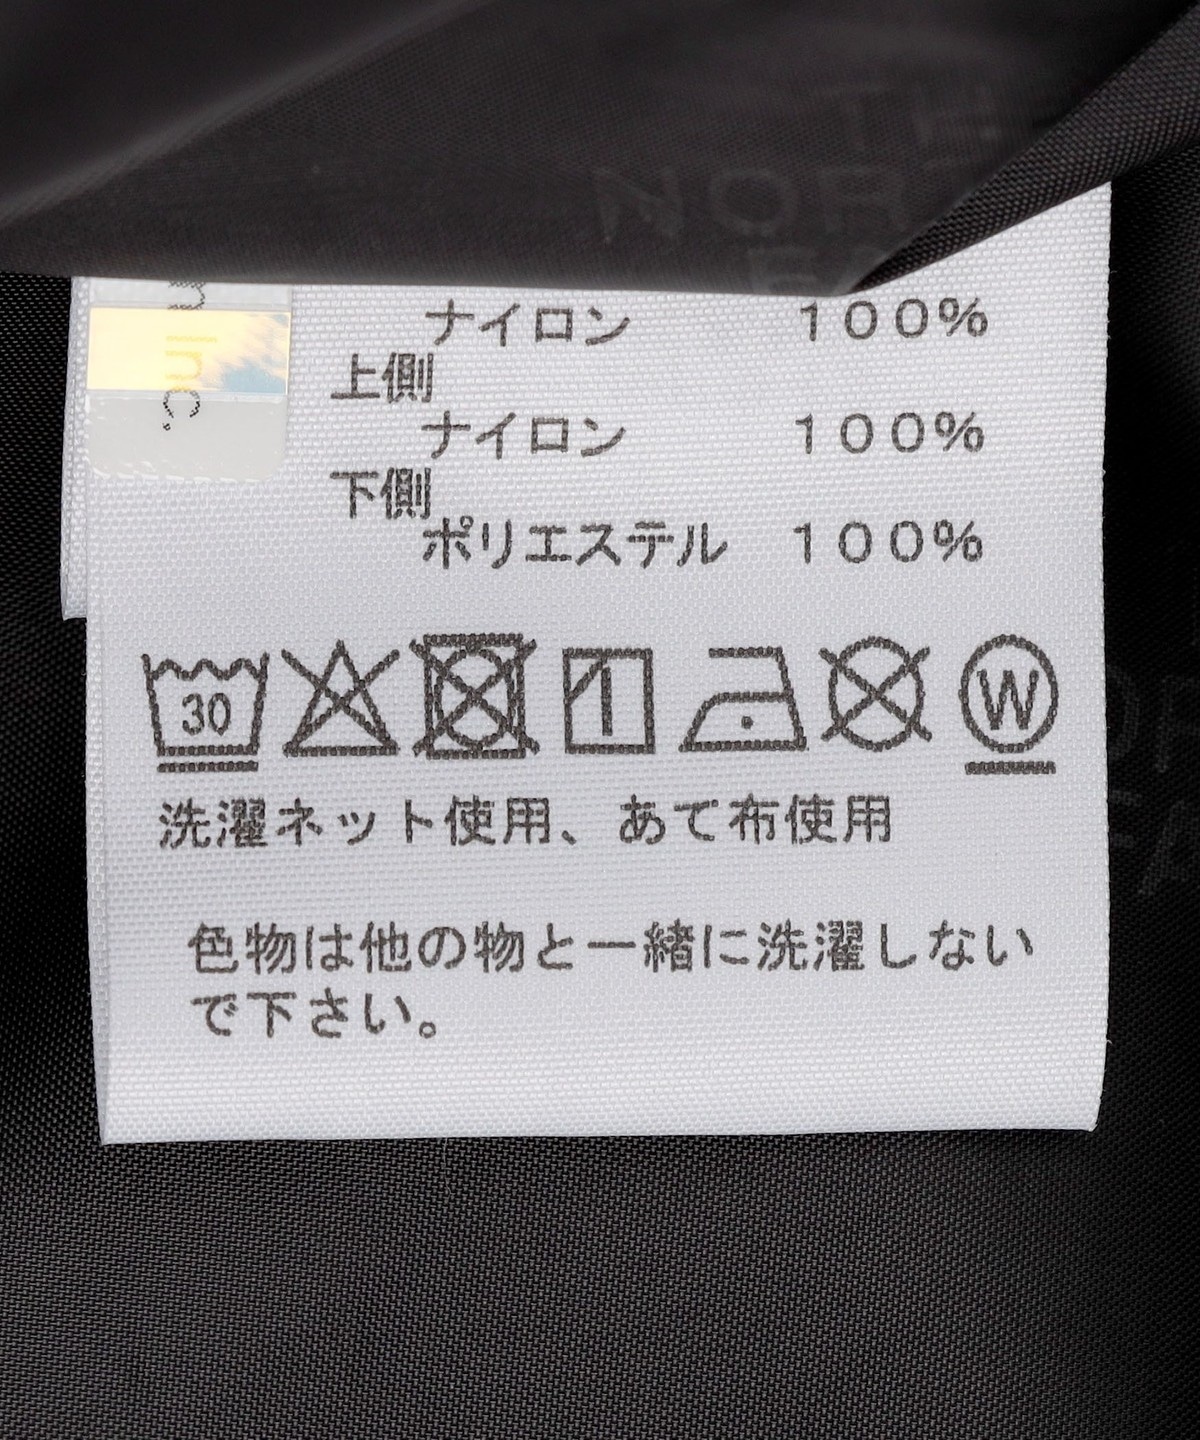 NOR
ナイロン 100%
上側
ナイロン 100%
下側
ポリエステル 100%
inc.
30
W
洗濯ネット使用、あて布使用
色物は他の物と一緒に洗濯しない
で下さい。